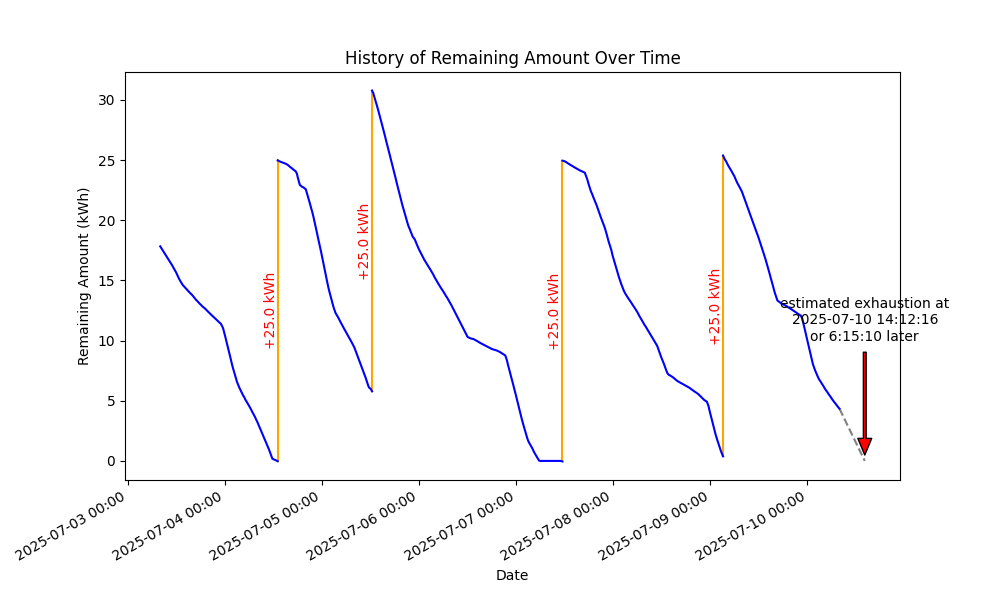 History of Remaining Amount Over Time
Remaining Amount (kWh)
30
25
20
15
10
5
0
+25.0 kWh
+25.0 kWh
+25.0 kWh
+25.0 kWh
estimated exhaustion at
2025-07-10 14:12:16
or 6:15:10 later
2025-07-03 00:00
2025-07-04 00:00
2025-07-05 00:00
2025-07-06 00:00
2025-07-07 00:00
2025-07-08 00:00
2025-07-09 00:00
2025-07-10 00:00
Date